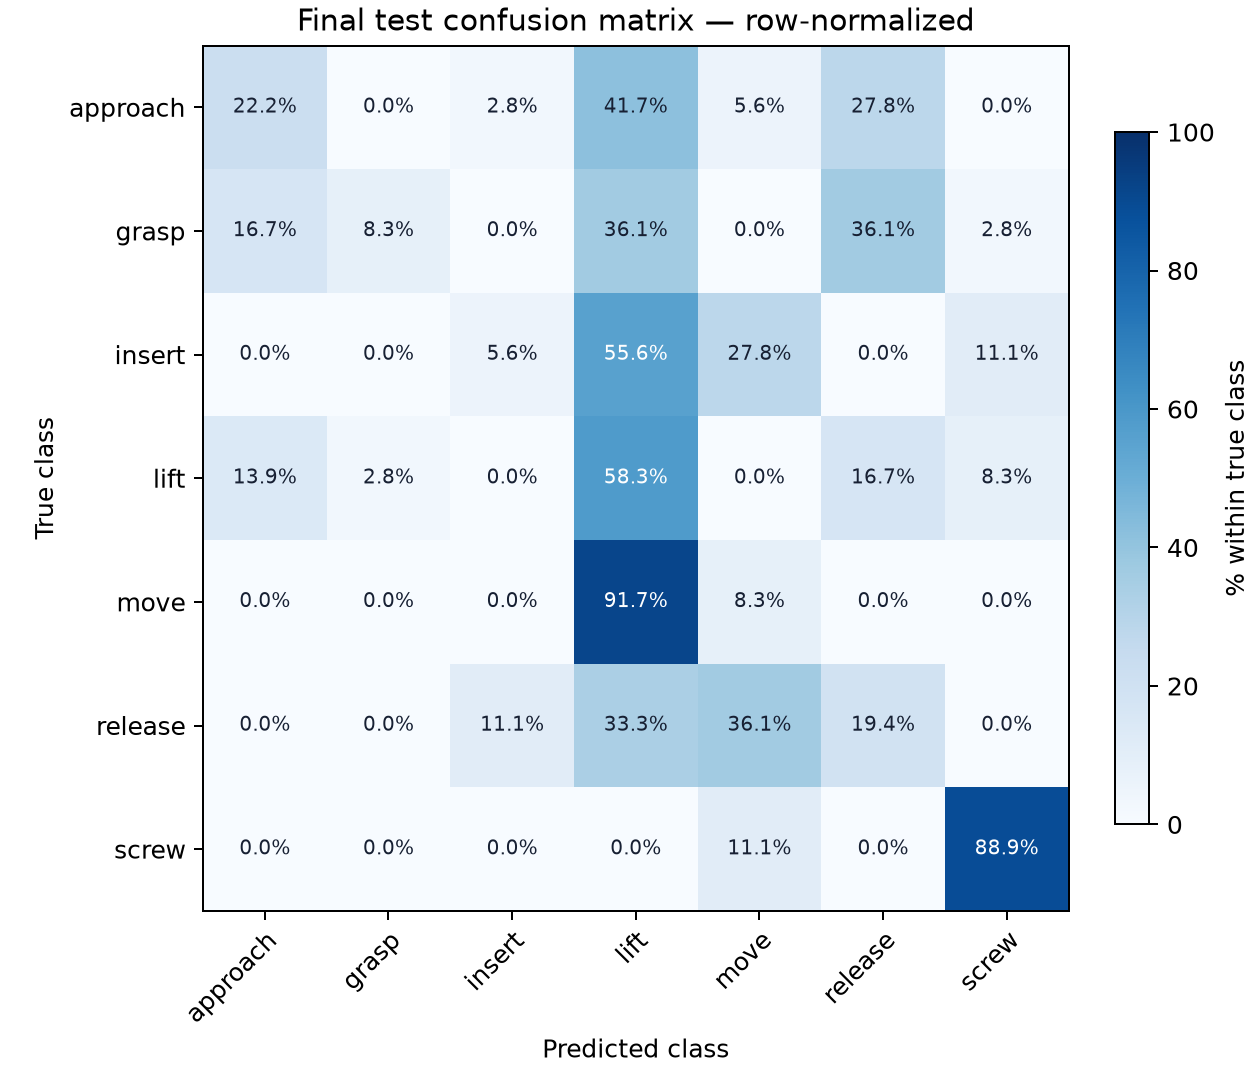 Final test confusion matrix — row-normalized
approach 22.2% 0.0% 2.8% 41.7% 5.6% 27.8% 0.0%
grasp 16.7% 8.3% 0.0% 36.1% 0.0% 36.1% 2.8%
insert 0.0% 0.0% 5.6% 55.6% 27.8% 0.0% 11.1%
lift 13.9% 2.8% 0.0% 58.3% 0.0% 16.7% 8.3%
move 0.0% 0.0% 0.0% 91.7% 8.3% 0.0% 0.0%
release 0.0% 0.0% 11.1% 33.3% 36.1% 19.4% 0.0%
screw 0.0% 0.0% 0.0% 0.0% 11.1% 0.0% 88.9%
approach grasp insert lift move release screw
Predicted class
True class
100
80
60
40
20
0
% within true class